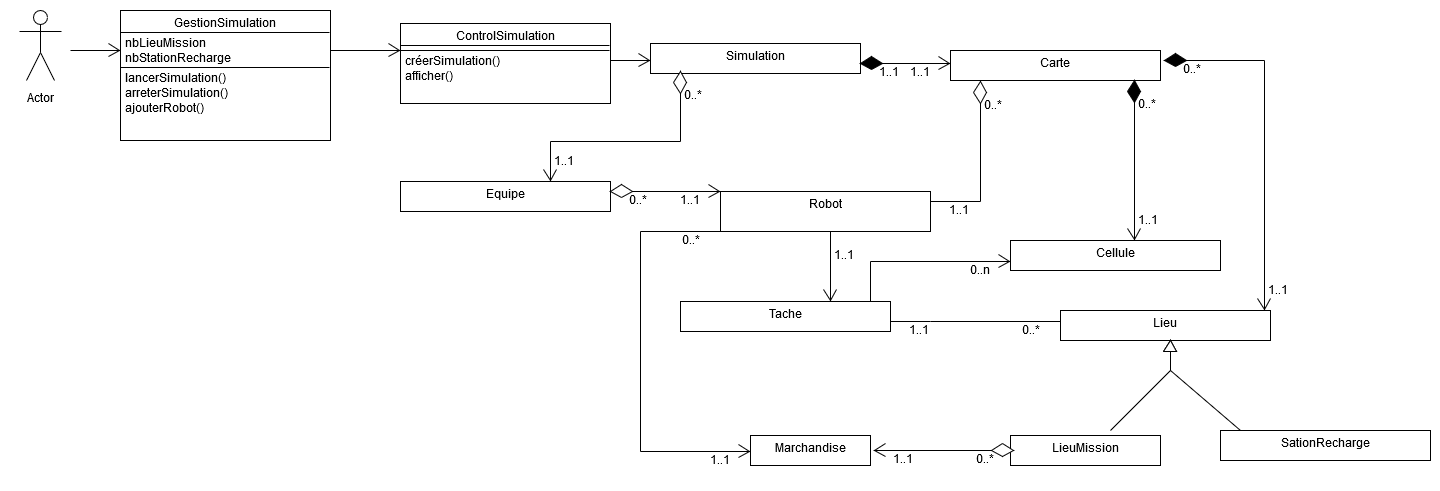 Actor
GestionSimulation
nbLieuMission
nbStationRecharge
lancerSimulation()
arreterSimulation()
ajouterRobot()
ControlSimulation
créerSimulation()
afficher()
Simulation
1..1
1..1
Carte
0..*
0..*
0..*
0..*
1..1
Equipe
0..*
1..1
Robot
1..1
0..*
1..1
1..1
Cellule
0..n
1..1
Tache
1..1
0..*
Lieu
Marchandise
1..1
1..1
0..*
LieuMission
SationRecharge